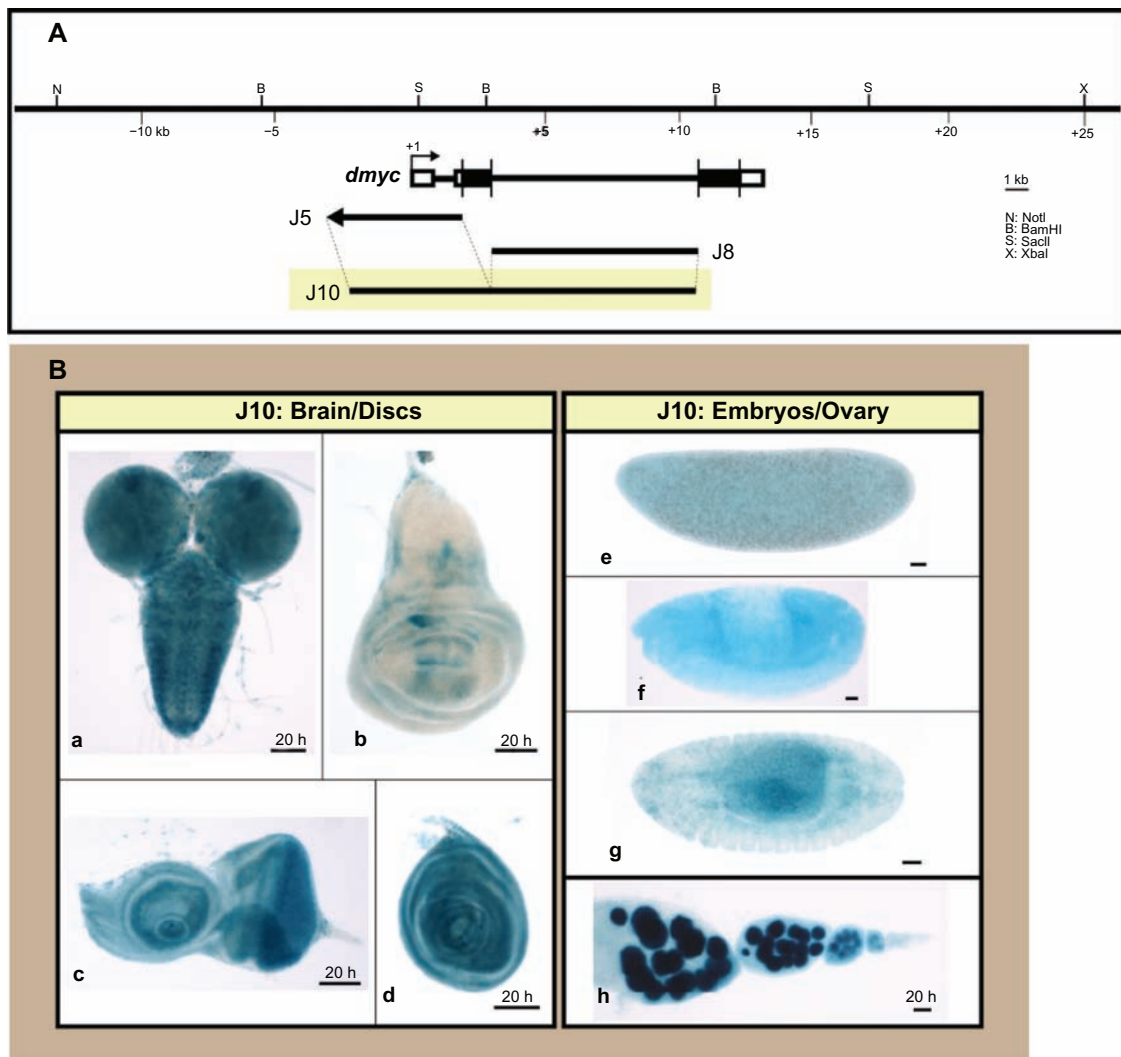 A
N B S B B S X
−10 kb −5 +5 +10 +15 +20 +25
+1
dmyc
1 kb
J5
N: NotI
B: BamHI
S: SacII
X: XbaI
J8
J10
B
J10: Brain/Discs
J10: Embryos/Ovary
e
f
a 20 h
b 20 h
g
c 20 h
d 20 h
h 20 h